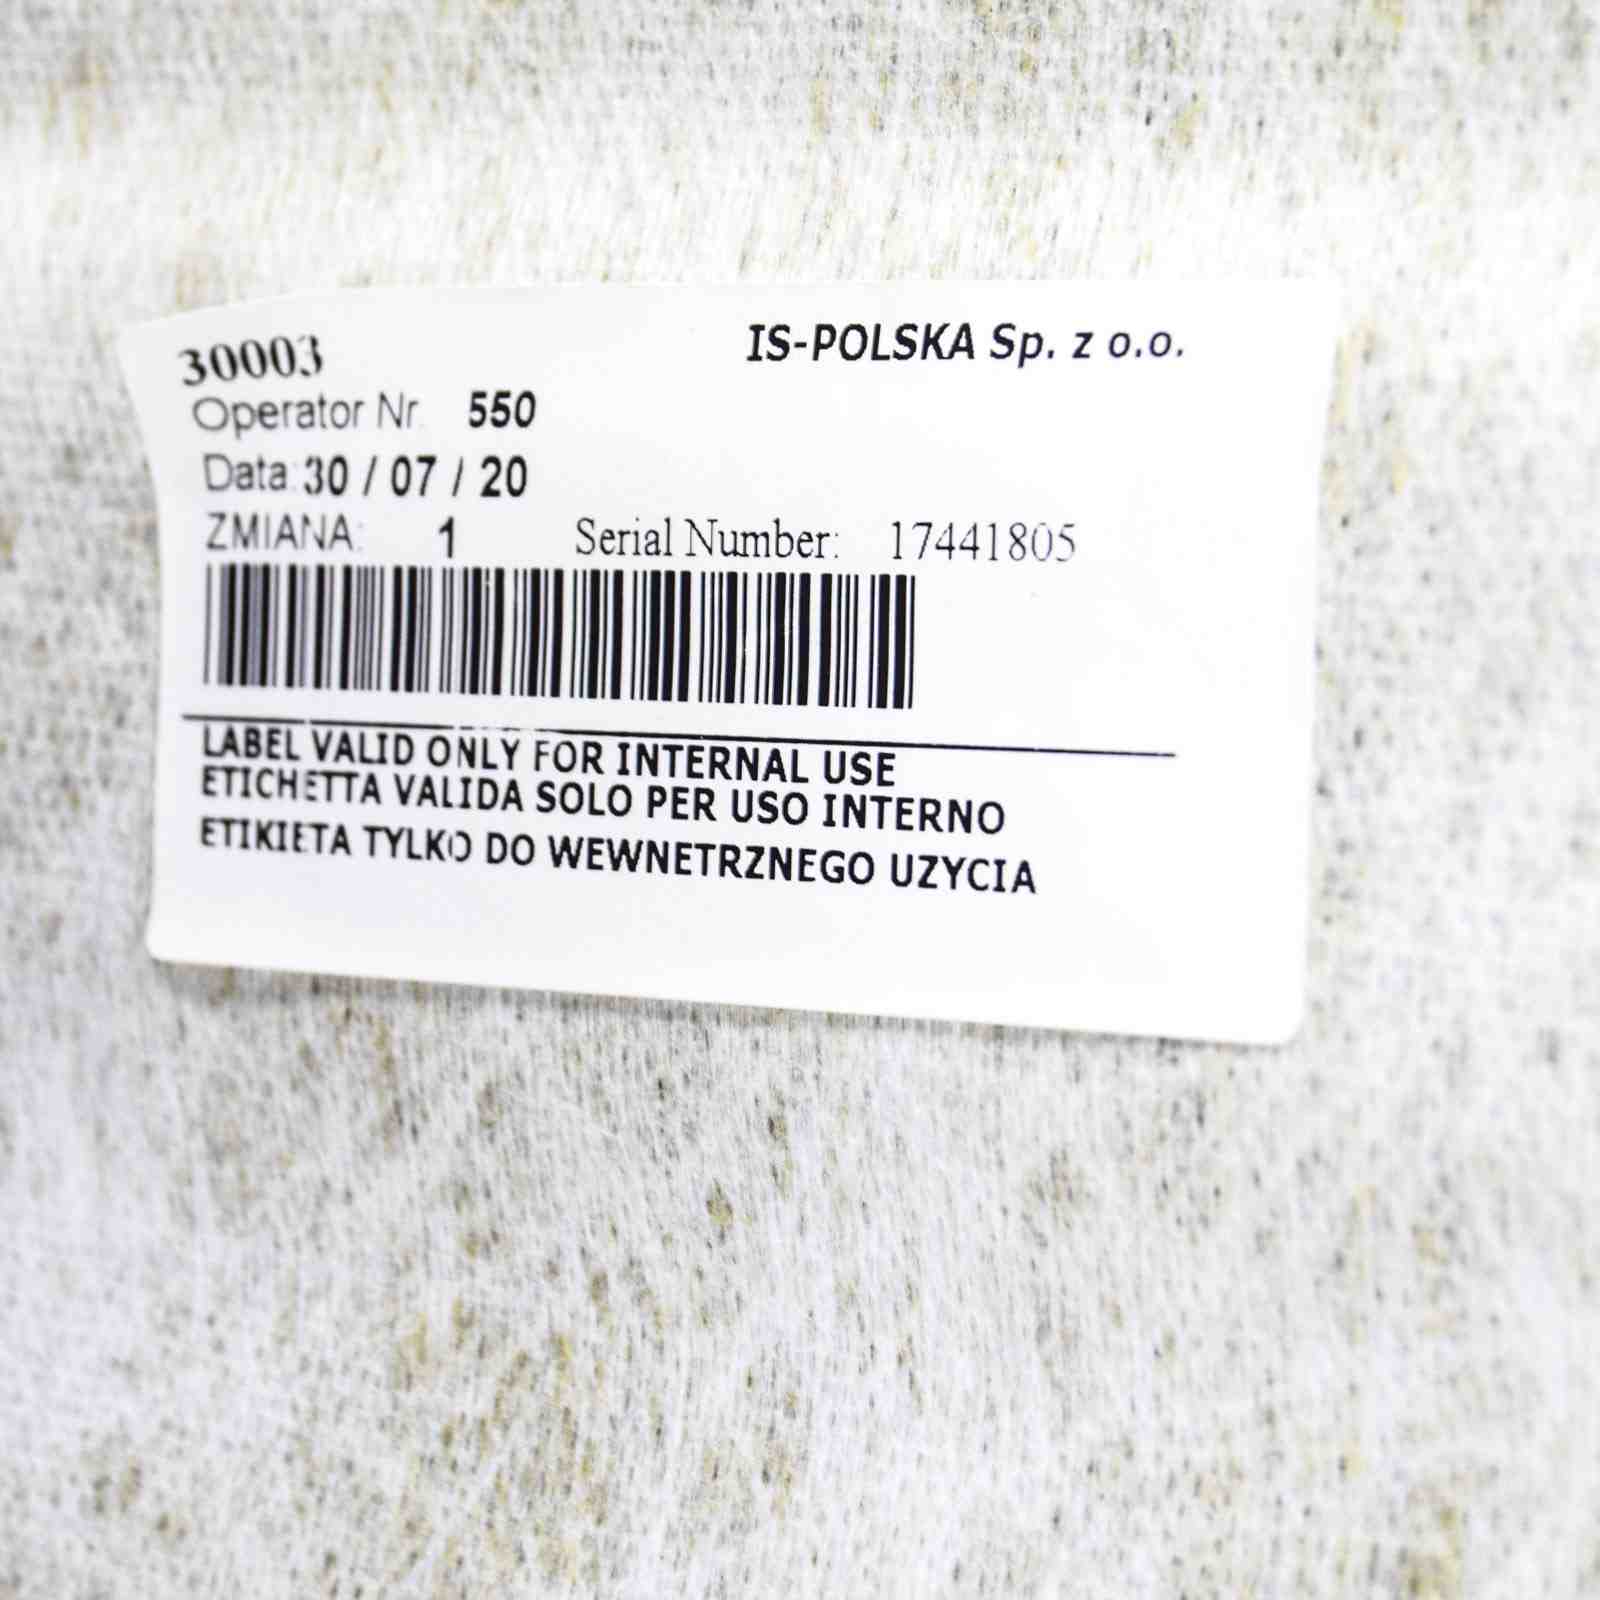 30003 IS-POLSKA Sp. z o.o.
Operator Nr. 550
Data: 30 / 07 / 20
ZMIANA: 1 Serial Number: 17441805
LABEL VALID ONLY FOR INTERNAL USE
ETICHETTA VALIDA SOLO PER USO INTERNO
ETIKIETA TYLKO DO WEWNETRZNEGO UZYCIA